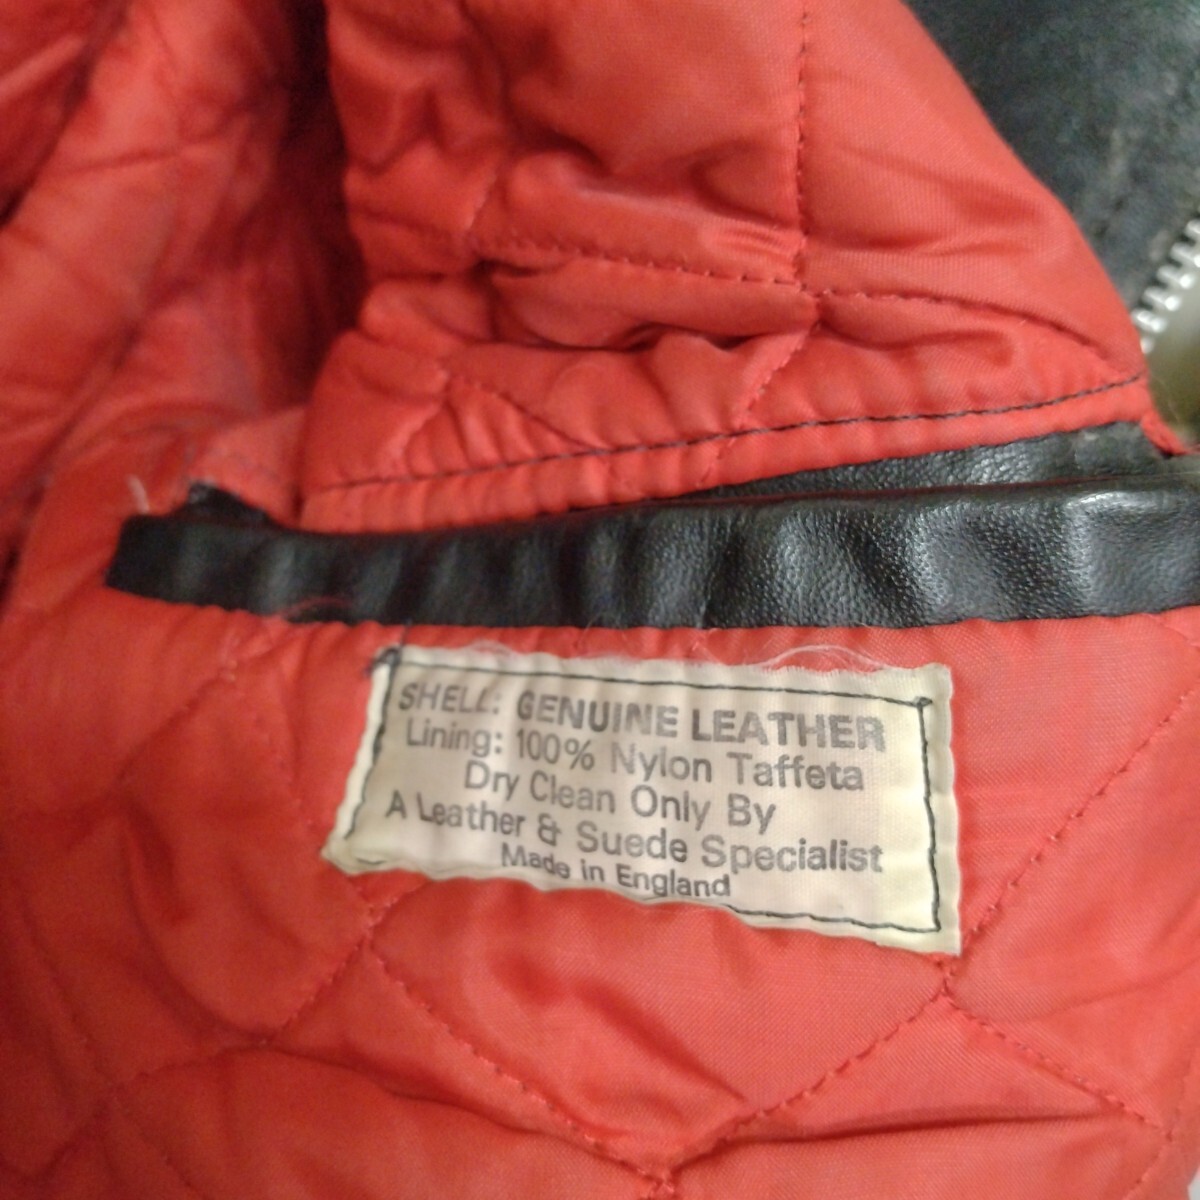 SHELL: GENUINE LEATHER
Lining: 100% Nylon Taffeta
Dry Clean Only By
A Leather & Suede Specialist
Made in England